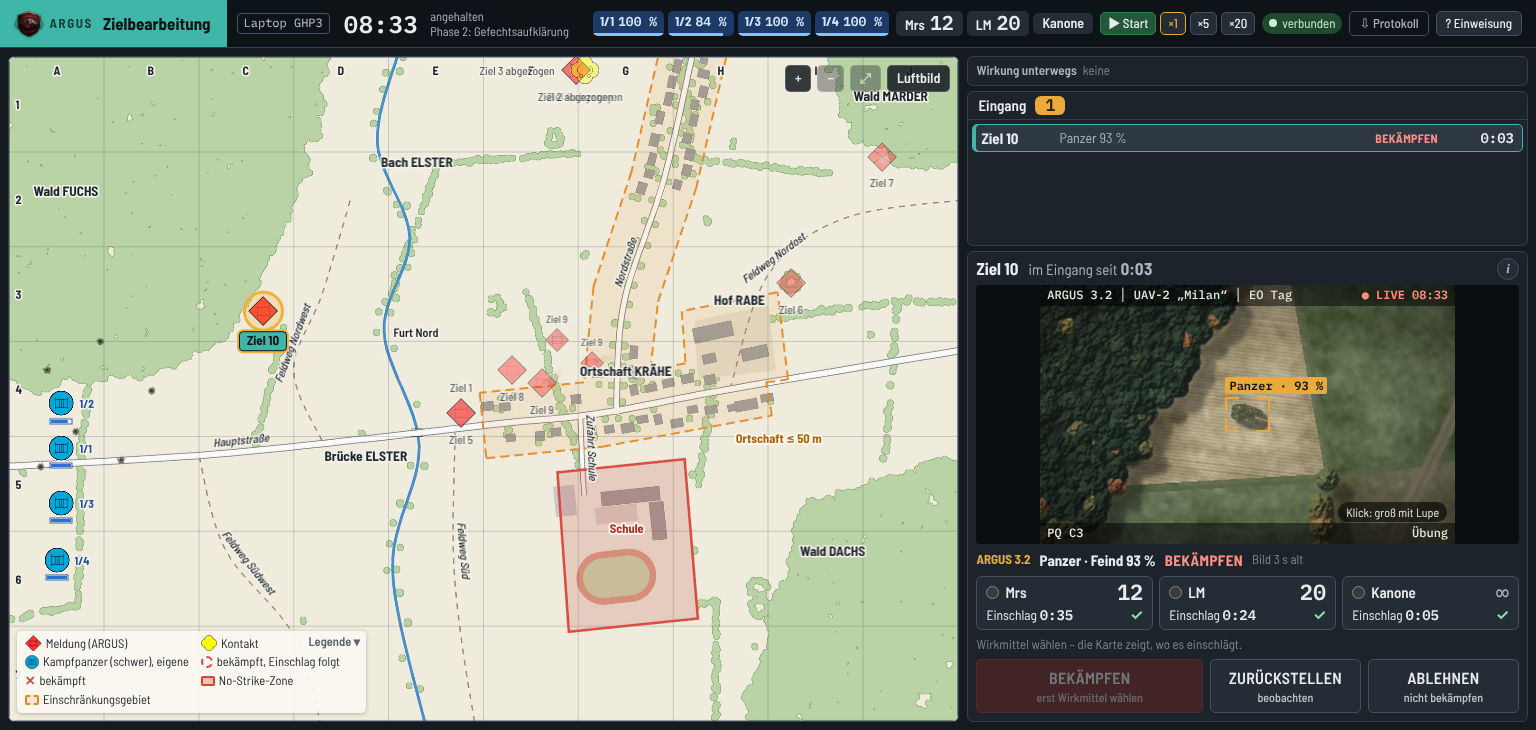 ARGUS Zielbearbeitung
Laptop GHP3
08:33
angehalten
Phase 2: Gefechtsaufklärung
1/1 100 %
1/2 84 %
1/3 100 %
1/4 100 %
Mrs 12
LM 20
Kanone
▶ Start
×1
×5
×20
verbunden
⇩ Protokoll
? Einweisung
A B C D E F G H
1
2
3
4
5
6
Ziel 3 abgezogen
+
−
Luftbild
Wald MARDER
Bach ELSTER
Wald FUCHS
Ziel 7
Nordstraße
Feldweg Nordost
Hof RABE
Ziel 6
Ziel 10
Feldweg Nordwest
Furt Nord
Ziel 9
Ziel 9
Ortschaft KRÄHE
Ziel 1
Ziel 8
Ziel 9
1/2
1/1
1/3
1/4
Hauptstraße
Ziel 5
Brücke ELSTER
Zufahrt Schule
Ortschaft ≤ 50 m
Schule
Feldweg Südwest
Feldweg Süd
Wald DACHS
Legende ▾
Meldung (ARGUS)
Kontakt
Kampfpanzer (schwer), eigene
bekämpft, Einschlag folgt
× bekämpft
No-Strike-Zone
Einschränkungsgebiet
Wirkung unterwegs keine
Eingang 1
Ziel 10 Panzer 93 % BEKÄMPFEN 0:03
Ziel 10 im Eingang seit 0:03
i
ARGUS 3.2 | UAV-2 „Milan“ | EO Tag
● LIVE 08:33
Panzer · 93 %
Klick: groß mit Lupe
PQ C3
Übung
ARGUS 3.2 Panzer · Feind 93 % BEKÄMPFEN Bild 3 s alt
Mrs 12
Einschlag 0:35 ✓
LM 20
Einschlag 0:24 ✓
Kanone ∞
Einschlag 0:05 ✓
Wirkmittel wählen – die Karte zeigt, wo es einschlägt.
BEKÄMPFEN
erst Wirkmittel wählen
ZURÜCKSTELLEN
beobachten
ABLEHNEN
nicht bekämpfen